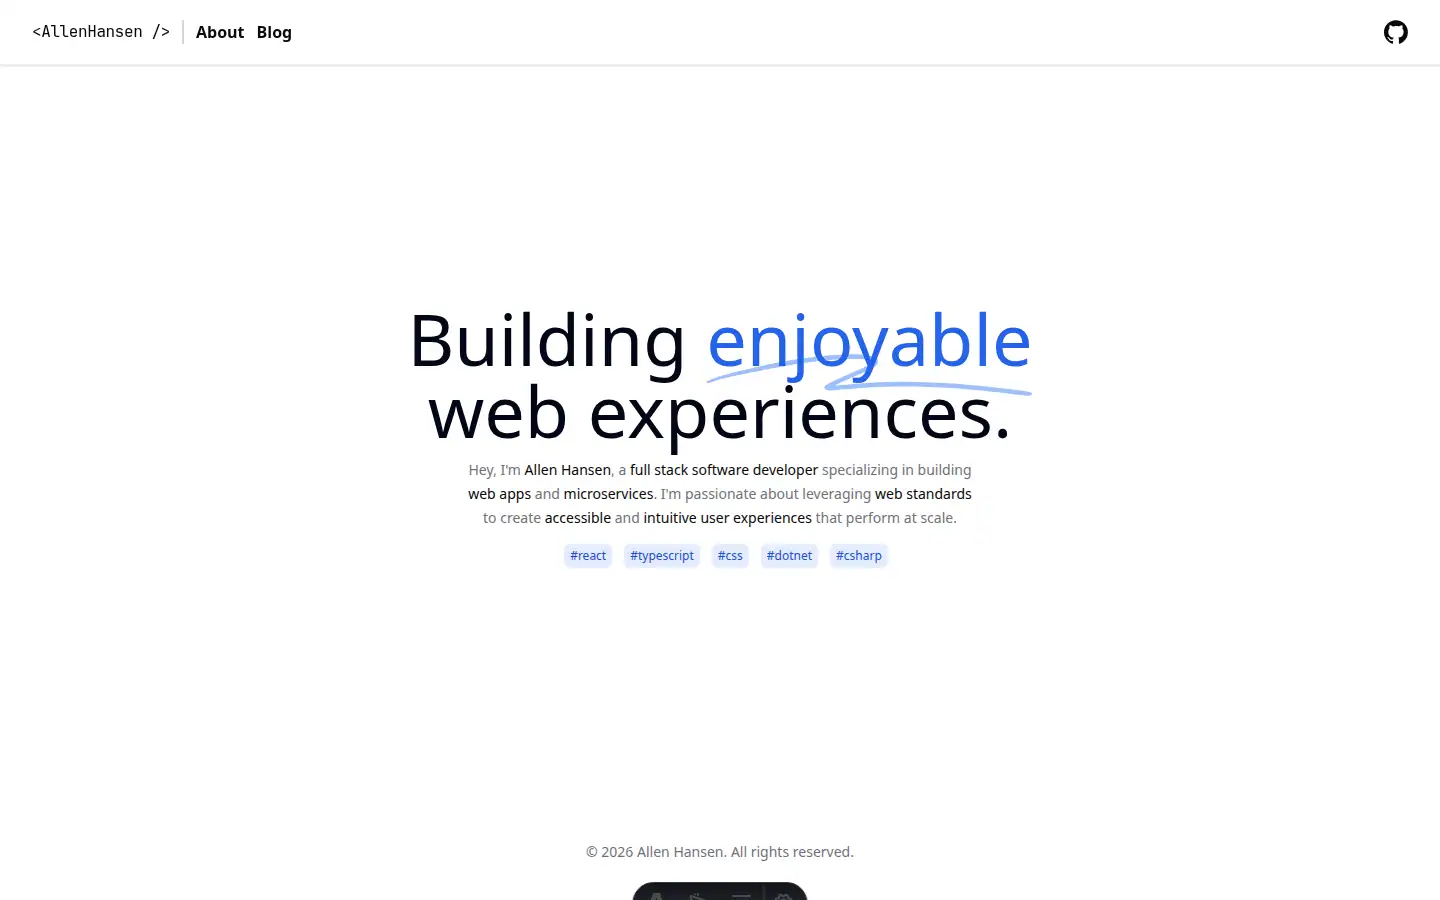 <AllenHansen />
About
Blog
Building enjoyable
web experiences.
Hey, I'm Allen Hansen, a full stack software developer specializing in building
web apps and microservices. I'm passionate about leveraging web standards
to create accessible and intuitive user experiences that perform at scale.
#react #typescript #css #dotnet #csharp
© 2026 Allen Hansen. All rights reserved.